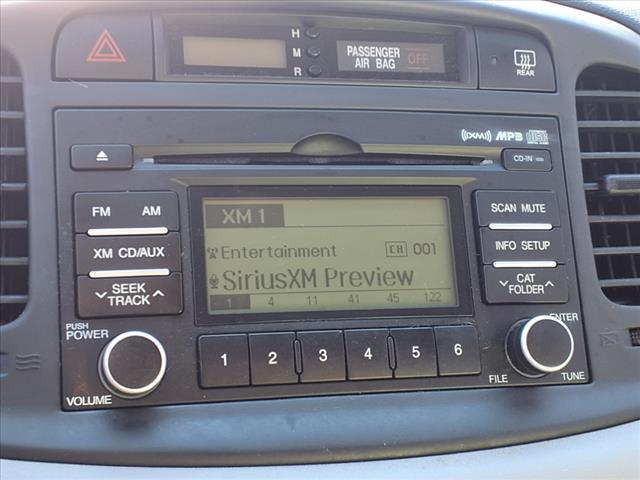 H
M
R
PASSENGER
AIR BAG OFF
REAR
((XM)) MP3 disc
CD-IN
FM AM
XM CD/AUX
SEEK
TRACK
PUSH
POWER
VOLUME
XM 1
Entertainment CH 001
SiriusXM Preview
1 4 11 41 45 122
SCAN MUTE
INFO SETUP
CAT
FOLDER
ENTER
FILE TUNE
1 2 3 4 5 6